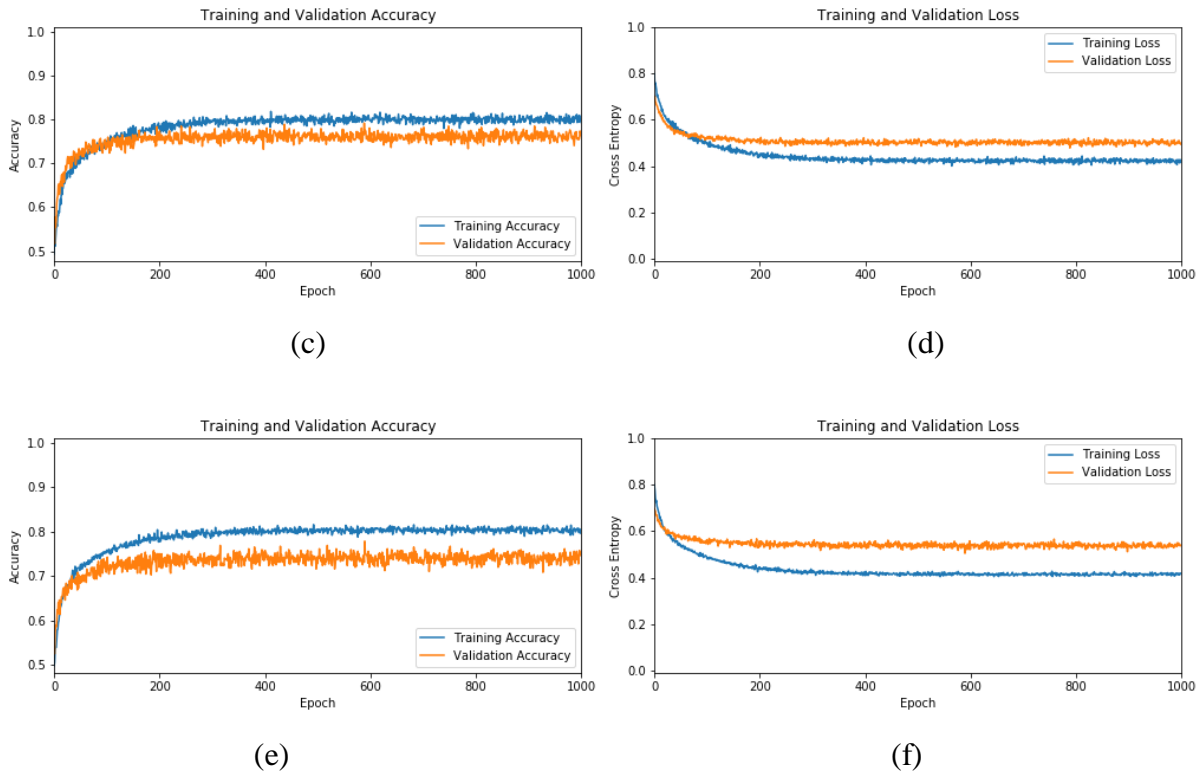 Training and Validation Accuracy
1.0
0.9
0.8
0.7
0.6
0.5
Accuracy
0 200 400 600 800 1000
Epoch
Training Accuracy
Validation Accuracy
(c)
Training and Validation Loss
1.0
0.8
0.6
0.4
0.2
0.0
Cross Entropy
0 200 400 600 800 1000
Epoch
Training Loss
Validation Loss
(d)
Training and Validation Accuracy
1.0
0.9
0.8
0.7
0.6
0.5
Accuracy
0 200 400 600 800 1000
Epoch
Training Accuracy
Validation Accuracy
(e)
Training and Validation Loss
1.0
0.8
0.6
0.4
0.2
0.0
Cross Entropy
0 200 400 600 800 1000
Epoch
Training Loss
Validation Loss
(f)